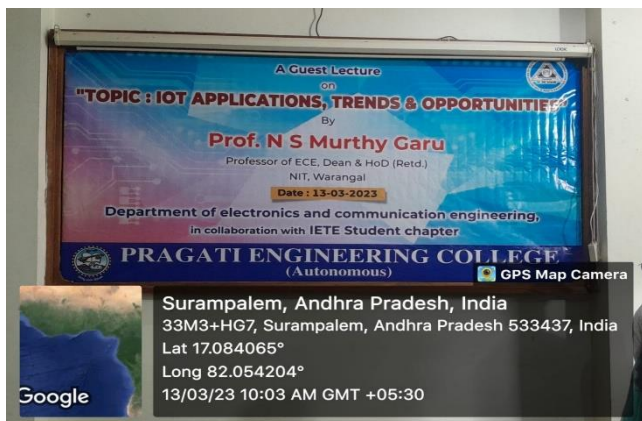 A Guest Lecture
on
"TOPIC : IOT APPLICATIONS, TRENDS & OPPORTUNITIES"
By
Prof. N S Murthy Garu
Professor of ECE, Dean & HoD (Retd.)
NIT, Warangal
Date : 13-03-2023
Department of electronics and communication engineering,
in collaboration with IETE Student chapter
PRAGATI ENGINEERING COLLEGE
(Autonomous)
GPS Map Camera
Surampalem, Andhra Pradesh, India
33M3+HG7, Surampalem, Andhra Pradesh 533437, India
Lat 17.084065°
Long 82.054204°
13/03/23 10:03 AM GMT +05:30
Google